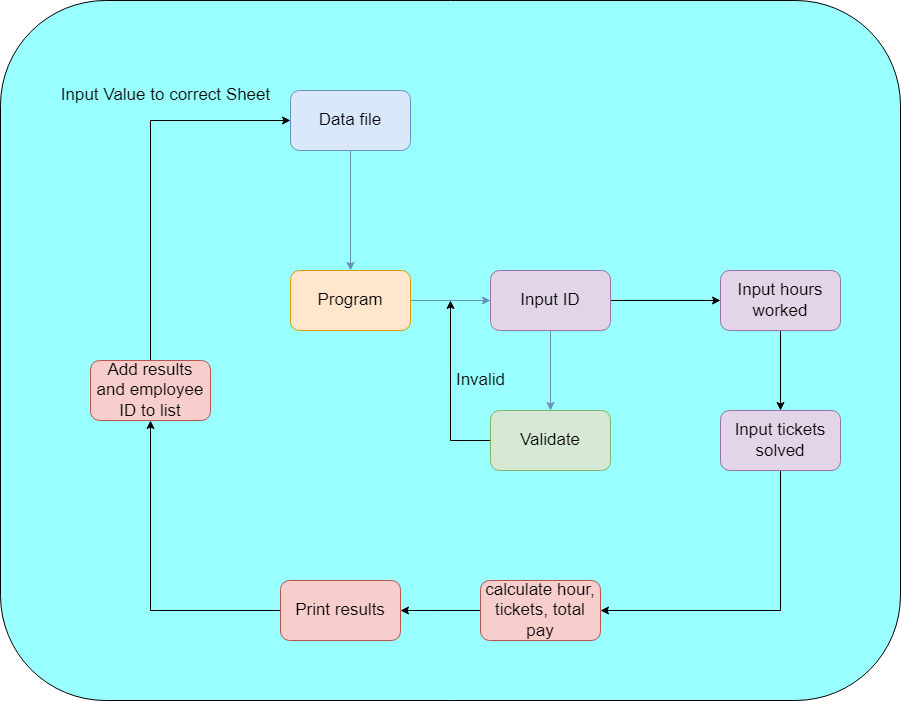 Input Value to correct Sheet
Data file
Program
Input ID
Input hours
worked
Add results
and employee
ID to list
Invalid
Validate
Input tickets
solved
Print results
calculate hour,
tickets, total
pay